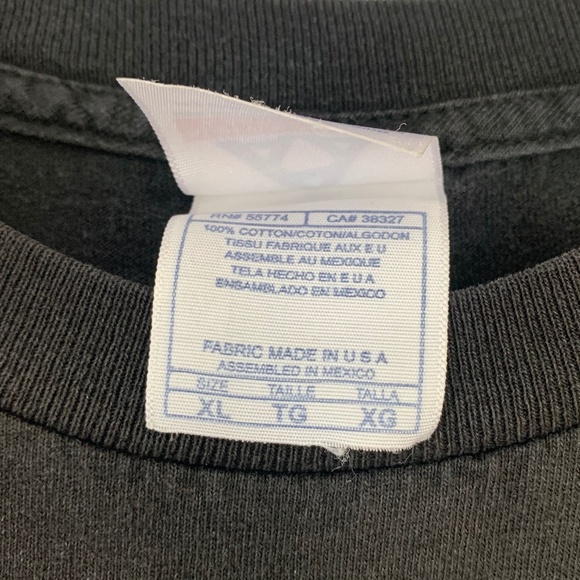 RN# 55774 CA# 38327
100% COTTON/COTON/ALGODON
TISSU FABRIQUE AUX E U
ASSEMBLE AU MEXIQUE
TELA HECHO EN E U A
ENSAMBLADO EN MEXICO
FABRIC MADE IN U S A
ASSEMBLED IN MEXICO
SIZE TAILLE TALLA
XL TG XG